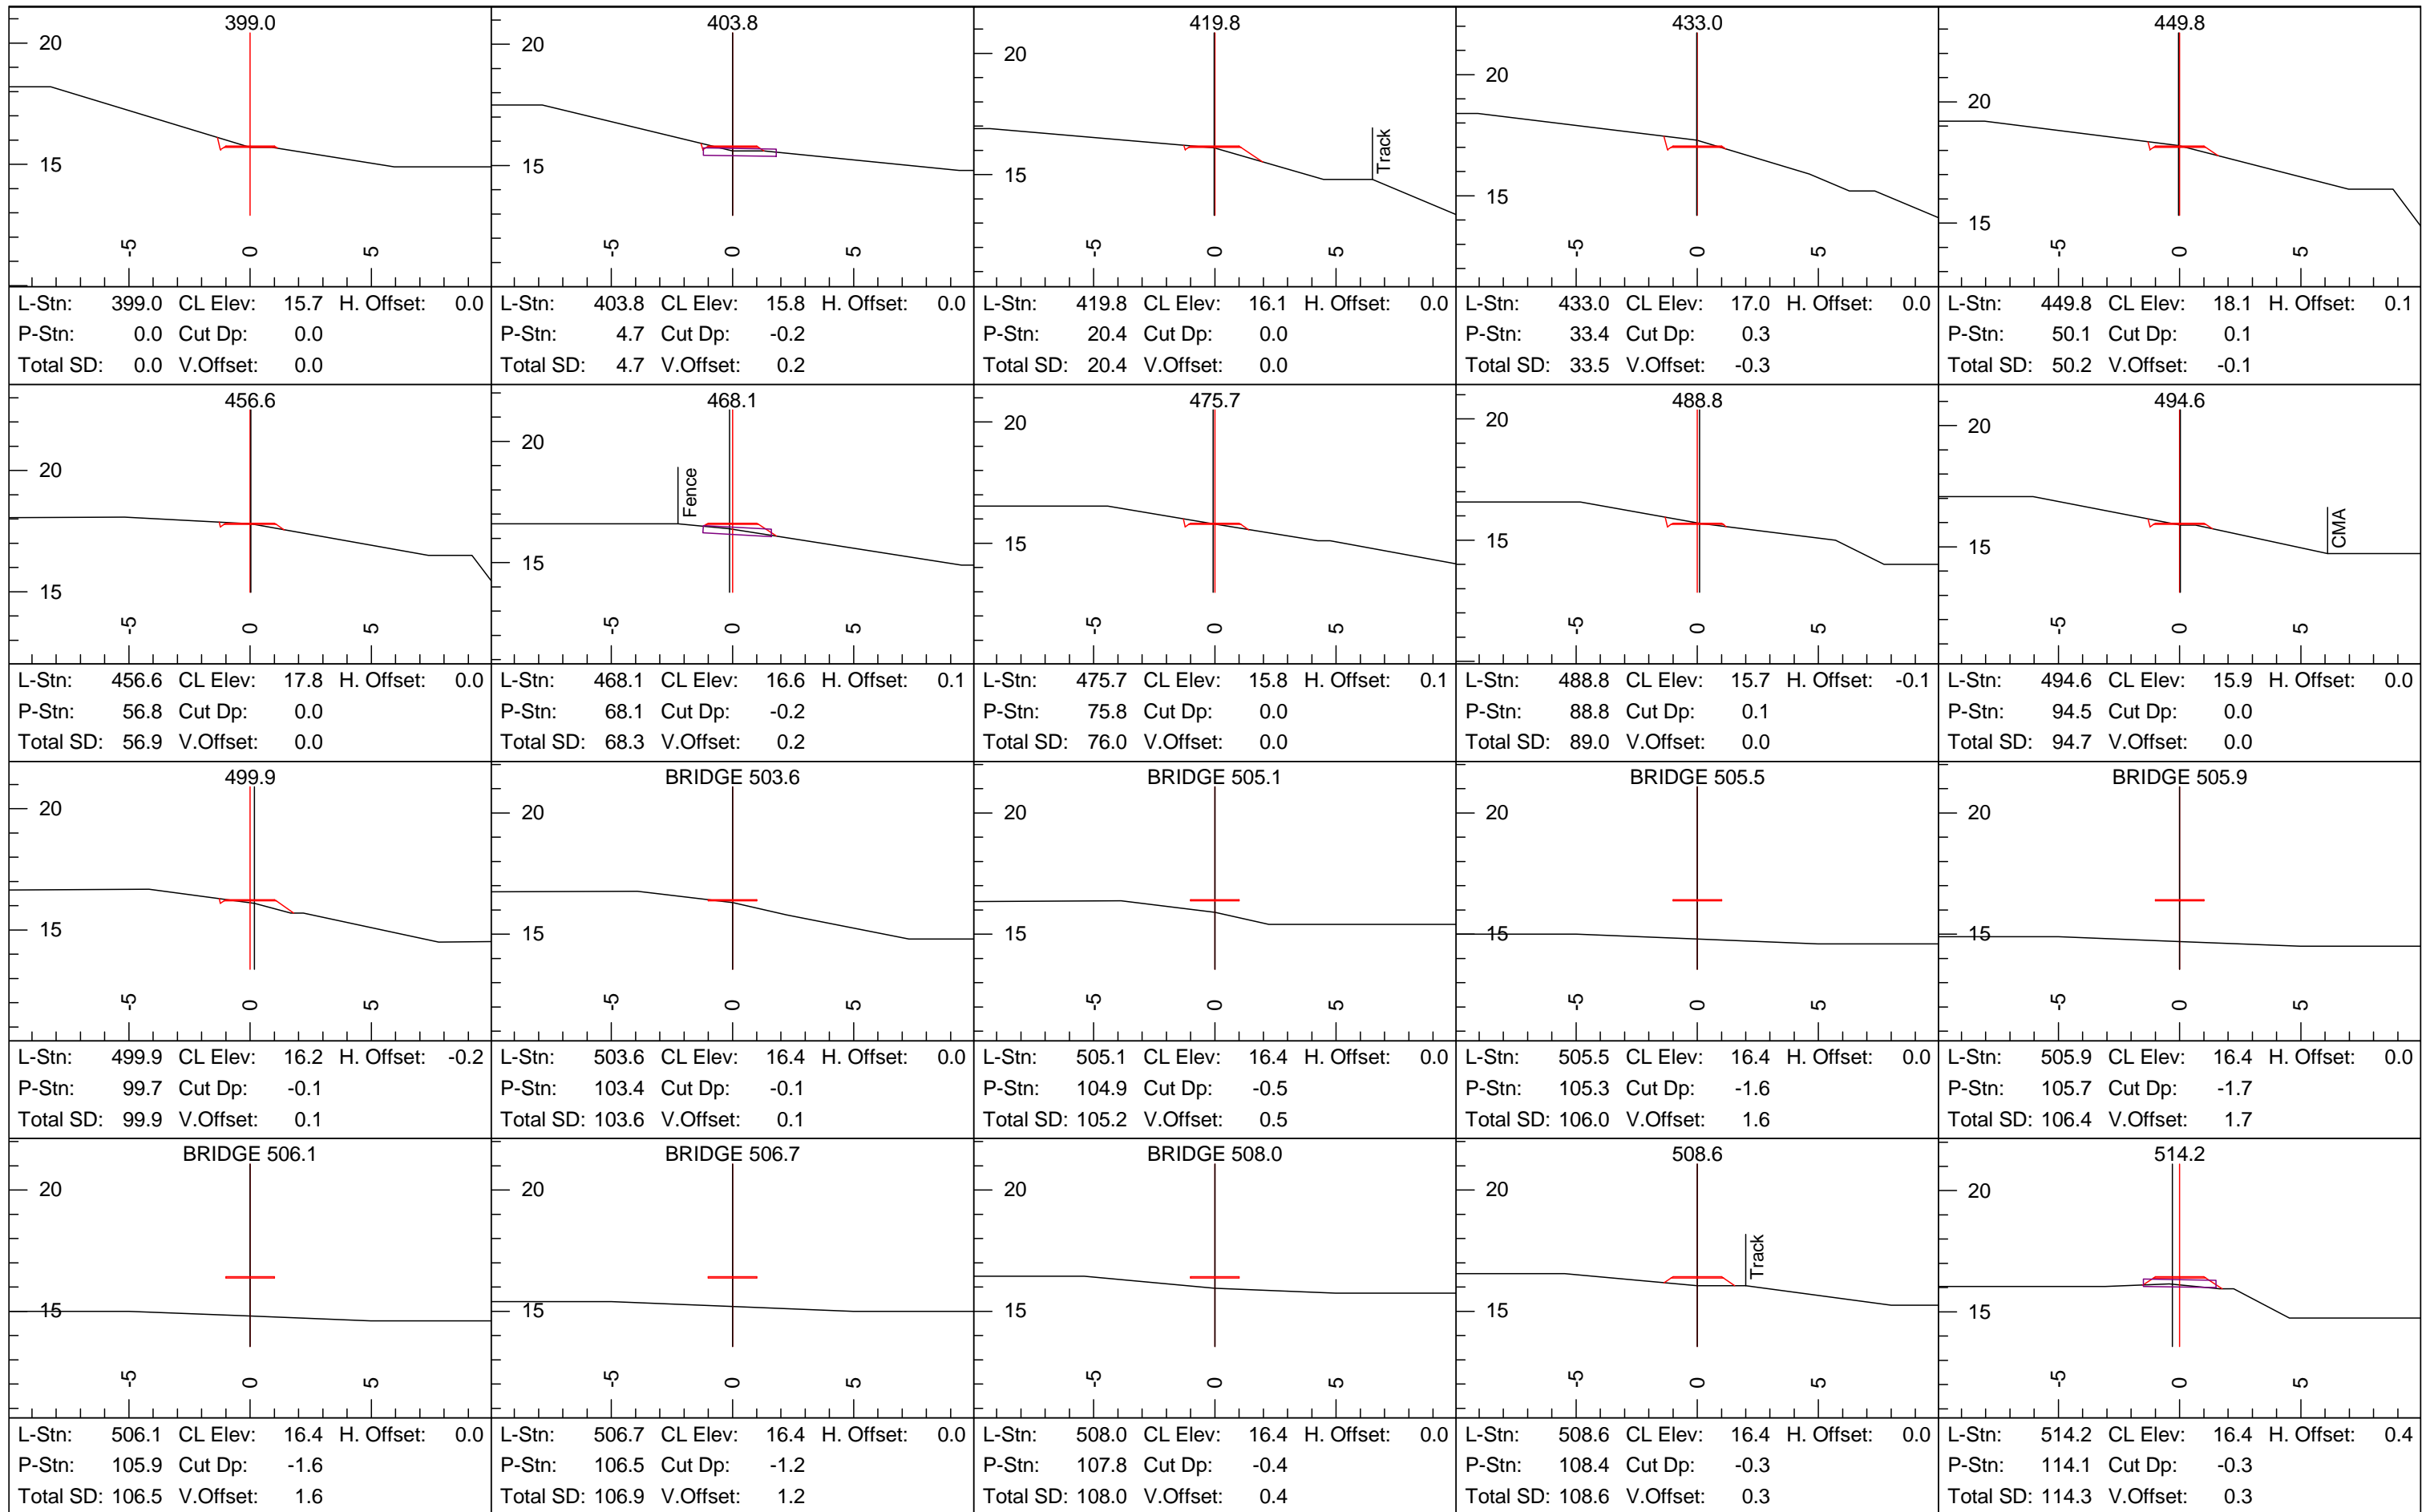 399.0
20
15
-5 0 5
L-Stn: 399.0 CL Elev: 15.7 H. Offset: 0.0
P-Stn: 0.0 Cut Dp: 0.0
Total SD: 0.0 V.Offset: 0.0
403.8
20
15
-5 0 5
L-Stn: 403.8 CL Elev: 15.8 H. Offset: 0.0
P-Stn: 4.7 Cut Dp: -0.2
Total SD: 4.7 V.Offset: 0.2
419.8
20
Track
15
-5 0 5
L-Stn: 419.8 CL Elev: 16.1 H. Offset: 0.0
P-Stn: 20.4 Cut Dp: 0.0
Total SD: 20.4 V.Offset: 0.0
433.0
20
15
-5 0 5
L-Stn: 433.0 CL Elev: 17.0 H. Offset: 0.0
P-Stn: 33.4 Cut Dp: 0.3
Total SD: 33.5 V.Offset: -0.3
449.8
20
15
-5 0 5
L-Stn: 449.8 CL Elev: 18.1 H. Offset: 0.1
P-Stn: 50.1 Cut Dp: 0.1
Total SD: 50.2 V.Offset: -0.1
456.6
20
15
-5 0 5
L-Stn: 456.6 CL Elev: 17.8 H. Offset: 0.0
P-Stn: 56.8 Cut Dp: 0.0
Total SD: 56.9 V.Offset: 0.0
468.1
20
Fence
15
-5 0 5
L-Stn: 468.1 CL Elev: 16.6 H. Offset: 0.1
P-Stn: 68.1 Cut Dp: -0.2
Total SD: 68.3 V.Offset: 0.2
475.7
20
15
-5 0 5
L-Stn: 475.7 CL Elev: 15.8 H. Offset: 0.1
P-Stn: 75.8 Cut Dp: 0.0
Total SD: 76.0 V.Offset: 0.0
488.8
20
15
-5 0 5
L-Stn: 488.8 CL Elev: 15.7 H. Offset: -0.1
P-Stn: 88.8 Cut Dp: 0.1
Total SD: 89.0 V.Offset: 0.0
494.6
20
CMA
15
-5 0 5
L-Stn: 494.6 CL Elev: 15.9 H. Offset: 0.0
P-Stn: 94.5 Cut Dp: 0.0
Total SD: 94.7 V.Offset: 0.0
499.9
20
15
-5 0 5
L-Stn: 499.9 CL Elev: 16.2 H. Offset: -0.2
P-Stn: 99.7 Cut Dp: -0.1
Total SD: 99.9 V.Offset: 0.1
BRIDGE 503.6
20
15
-5 0 5
L-Stn: 503.6 CL Elev: 16.4 H. Offset: 0.0
P-Stn: 103.4 Cut Dp: -0.1
Total SD: 103.6 V.Offset: 0.1
BRIDGE 505.1
20
15
-5 0 5
L-Stn: 505.1 CL Elev: 16.4 H. Offset: 0.0
P-Stn: 104.9 Cut Dp: -0.5
Total SD: 105.2 V.Offset: 0.5
BRIDGE 505.5
20
15
-5 0 5
L-Stn: 505.5 CL Elev: 16.4 H. Offset: 0.0
P-Stn: 105.3 Cut Dp: -1.6
Total SD: 106.0 V.Offset: 1.6
BRIDGE 505.9
20
15
-5 0 5
L-Stn: 505.9 CL Elev: 16.4 H. Offset: 0.0
P-Stn: 105.7 Cut Dp: -1.7
Total SD: 106.4 V.Offset: 1.7
BRIDGE 506.1
20
15
-5 0 5
L-Stn: 506.1 CL Elev: 16.4 H. Offset: 0.0
P-Stn: 105.9 Cut Dp: -1.6
Total SD: 106.5 V.Offset: 1.6
BRIDGE 506.7
20
15
-5 0 5
L-Stn: 506.7 CL Elev: 16.4 H. Offset: 0.0
P-Stn: 106.5 Cut Dp: -1.2
Total SD: 106.9 V.Offset: 1.2
BRIDGE 508.0
20
15
-5 0 5
L-Stn: 508.0 CL Elev: 16.4 H. Offset: 0.0
P-Stn: 107.8 Cut Dp: -0.4
Total SD: 108.0 V.Offset: 0.4
508.6
20
Track
15
-5 0 5
L-Stn: 508.6 CL Elev: 16.4 H. Offset: 0.0
P-Stn: 108.4 Cut Dp: -0.3
Total SD: 108.6 V.Offset: 0.3
514.2
20
15
-5 0 5
L-Stn: 514.2 CL Elev: 16.4 H. Offset: 0.4
P-Stn: 114.1 Cut Dp: -0.3
Total SD: 114.3 V.Offset: 0.3